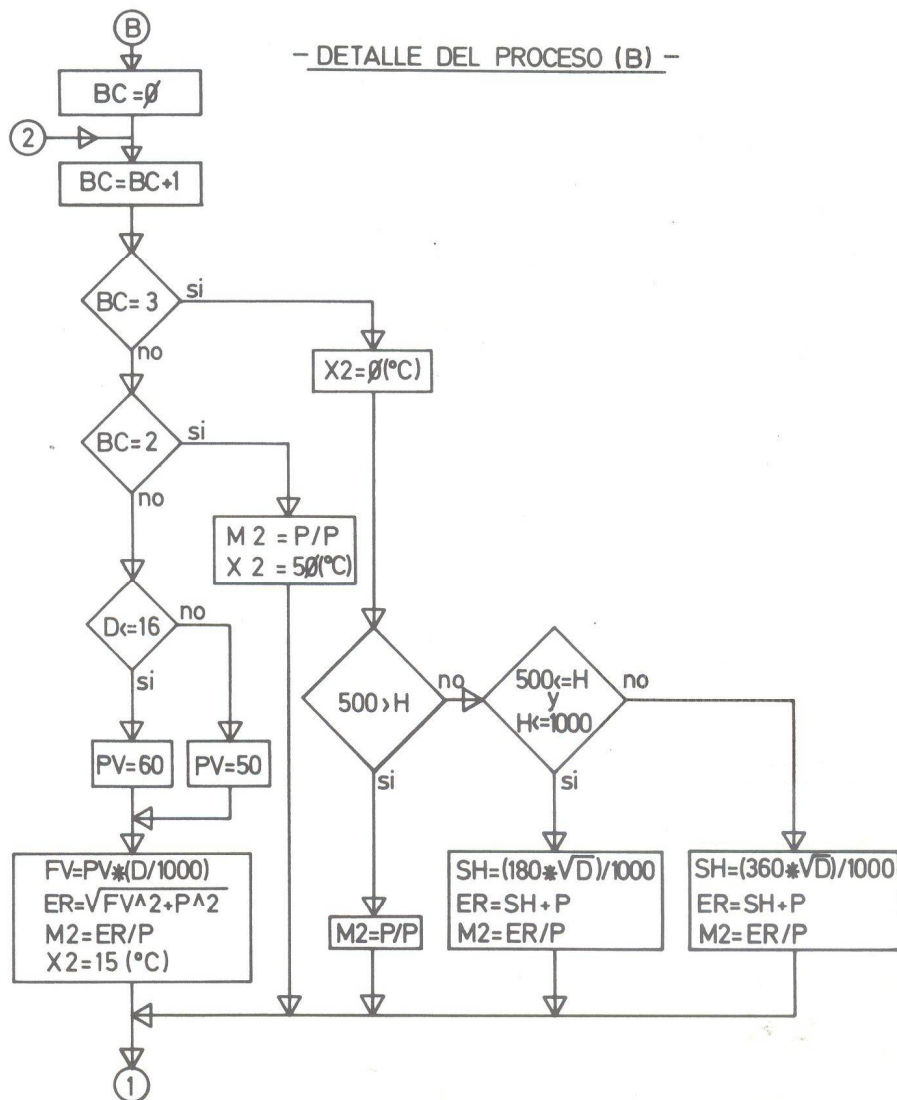 B
- DETALLE DEL PROCESO (B) -
BC=Ø
2
BC=BC+1
BC=3
si
no
X2=Ø(°C)
BC=2
si
no
M2=P/P
X2=5Ø(°C)
D<=16
no
si
500>H
no
si
500<=H
y
H<=1000
no
si
PV=60
PV=50
FV=PV*(D/1000)
ER=√FV^2+P^2
M2=ER/P
X2=15 (°C)
M2=P/P
SH=(180*√D)/1000
ER=SH+P
M2=ER/P
SH=(360*√D)/1000
ER=SH+P
M2=ER/P
1